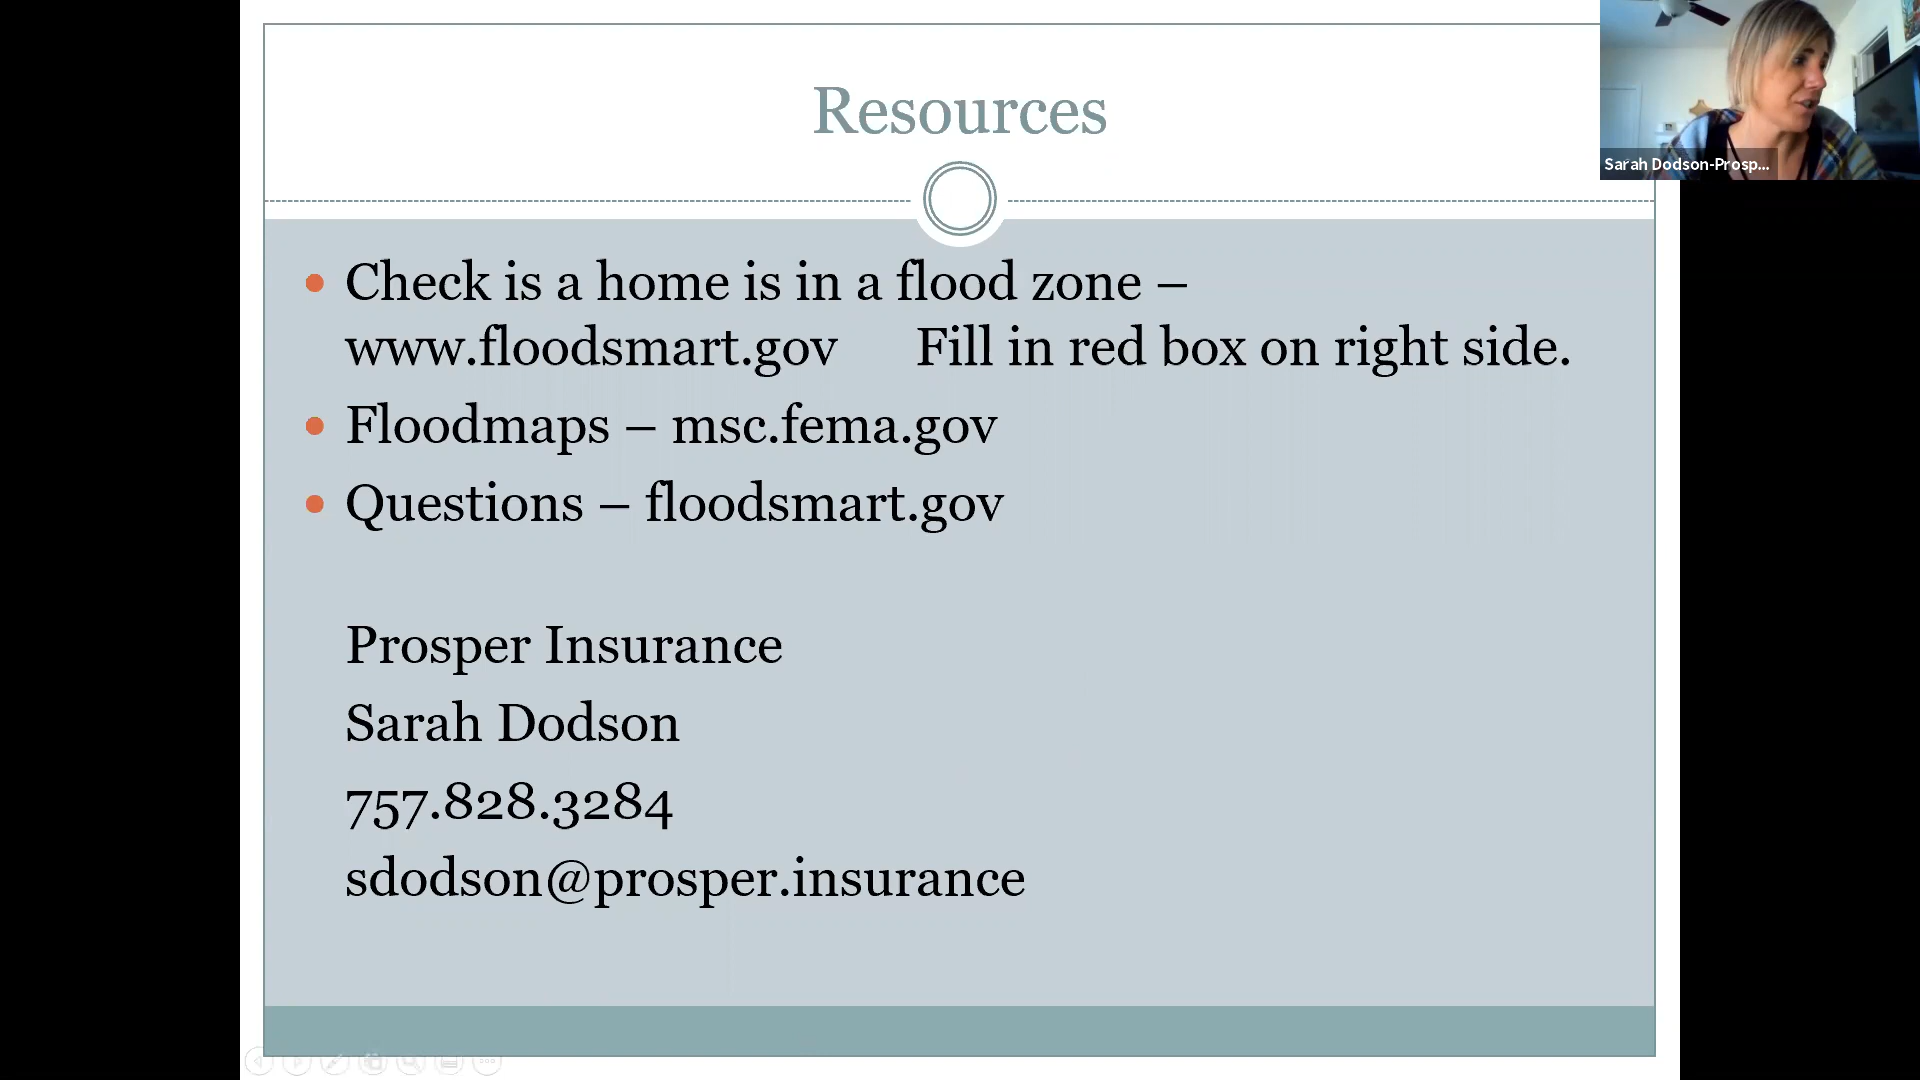 Resources
Sarah Dodson-Prosp...
Check is a home is in a flood zone –
www.floodsmart.gov Fill in red box on right side.
Floodmaps – msc.fema.gov
Questions – floodsmart.gov
Prosper Insurance
Sarah Dodson
757.828.3284
sdodson@prosper.insurance